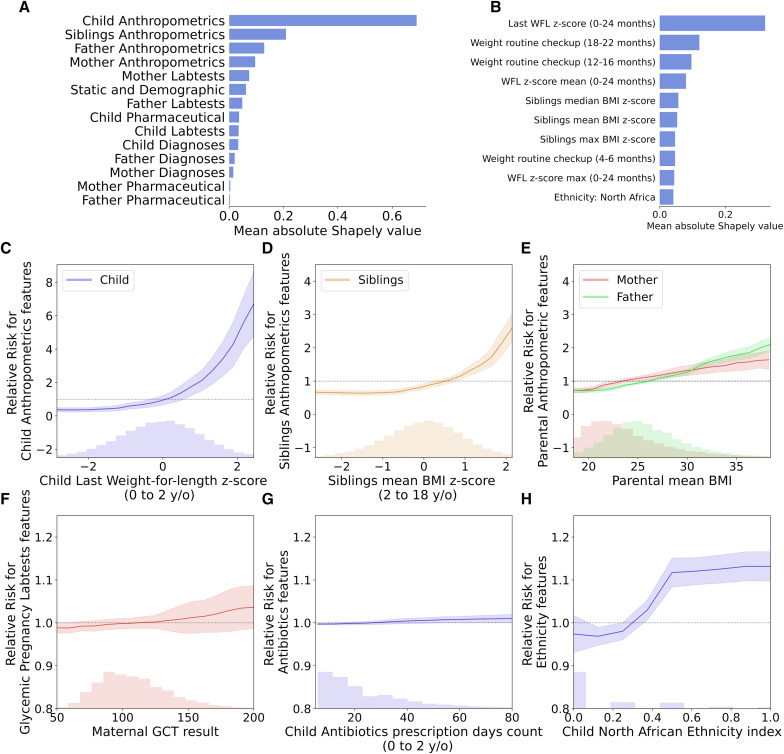 A
Child Anthropometrics
Siblings Anthropometrics
Father Anthropometrics
Mother Anthropometrics
Mother Labtests
Static and Demographic
Father Labtests
Child Pharmaceutical
Child Labtests
Child Diagnoses
Father Diagnoses
Mother Diagnoses
Mother Pharmaceutical
Father Pharmaceutical
0.0 0.2 0.4 0.6
Mean absolute Shapely value
B
Last WFL z-score (0-24 months)
Weight routine checkup (18-22 months)
Weight routine checkup (12-16 months)
WFL z-score mean (0-24 months)
Siblings median BMI z-score
Siblings mean BMI z-score
Siblings max BMI z-score
Weight routine checkup (4-6 months)
WFL z-score max (0-24 months)
Ethnicity: North Africa
0.0 0.2
Mean absolute Shapely value
C
Relative Risk for
Child Anthropometrics features
Child
8
6
4
2
0
−2
−2 0 2
Child Last Weight-for-length z-score
(0 to 2 y/o)
D
Relative Risk for
Siblings Anthropometrics features
Siblings
4
3
2
1
0
−1
−2 −1 0 1 2
Siblings mean BMI z-score
(2 to 18 y/o)
E
Relative Risk for
Parental Anthropometric features
Mother
Father
4
3
2
1
0
−1
20 25 30 35
Parental mean BMI
F
Relative Risk for
Glycemic Pregnancy Labtests features
1.2
1.1
1.0
0.9
0.8
50 100 150 200
Maternal GCT result
G
Relative Risk for
Antibiotics features
1.2
1.1
1.0
0.9
0.8
20 40 60 80
Child Antibiotics prescription days count
(0 to 2 y/o)
H
Relative Risk for
Ethnicity features
1.2
1.1
1.0
0.9
0.8
0.0 0.2 0.4 0.6 0.8 1.0
Child North African Ethnicity index